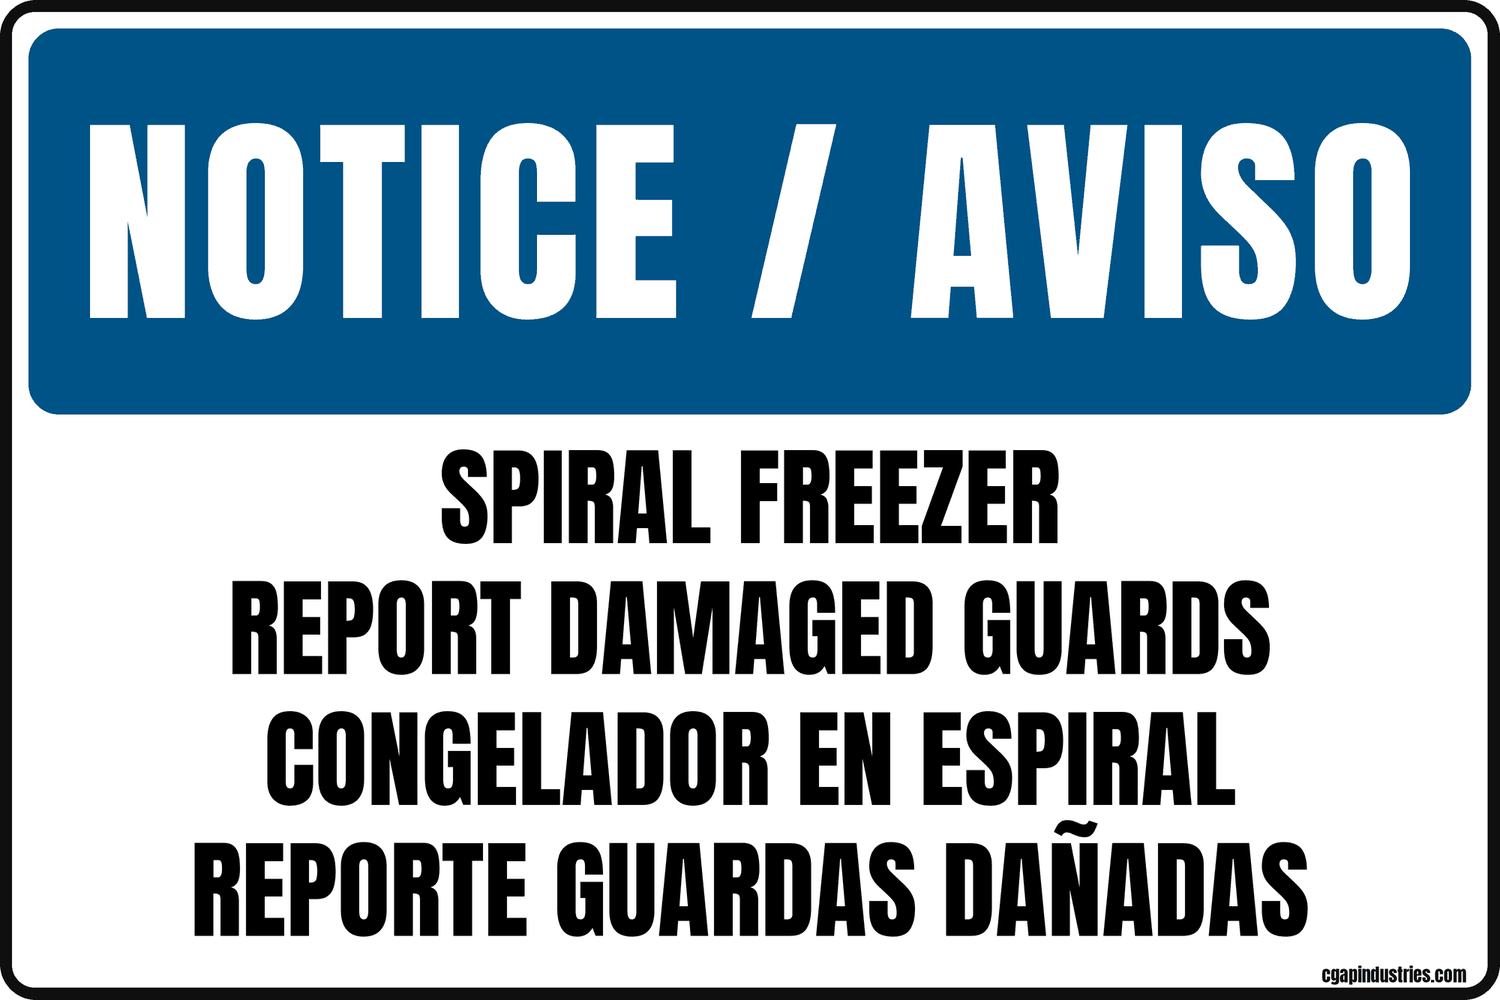 NOTICE / AVISO
SPIRAL FREEZER
REPORT DAMAGED GUARDS
CONGELADOR EN ESPIRAL
REPORTE GUARDAS DAÑADAS
cgapindustries.com